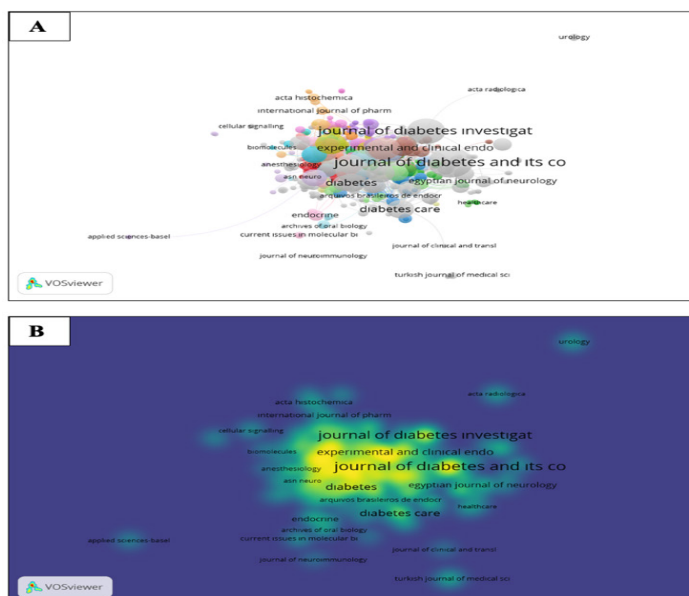 A
urology
acta radiologica
acta histochemica
international journal of pharm
cellular signalling
journal of diabetes investigat
biomolecules
experimental and clinical endo
anesthesiology
journal of diabetes and its co
asn neuro
diabetes
egyptian journal of neurology
arquivos brasileiros de endocr
healthcare
endocrine
diabetes care
archives of oral biology
applied sciences-basel
current issues in molecular bi
journal of clinical and transl
journal of neuroimmunology
turkish journal of medical sci
VOSviewer
B
urology
acta radiologica
acta histochemica
international journal of pharm
cellular signalling
journal of diabetes investigat
biomolecules
experimental and clinical endo
anesthesiology
journal of diabetes and its co
asn neuro
diabetes
egyptian journal of neurology
arquivos brasileiros de endocr
healthcare
endocrine
diabetes care
archives of oral biology
applied sciences-basel
current issues in molecular bi
journal of clinical and transl
journal of neuroimmunology
turkish journal of medical sci
VOSviewer